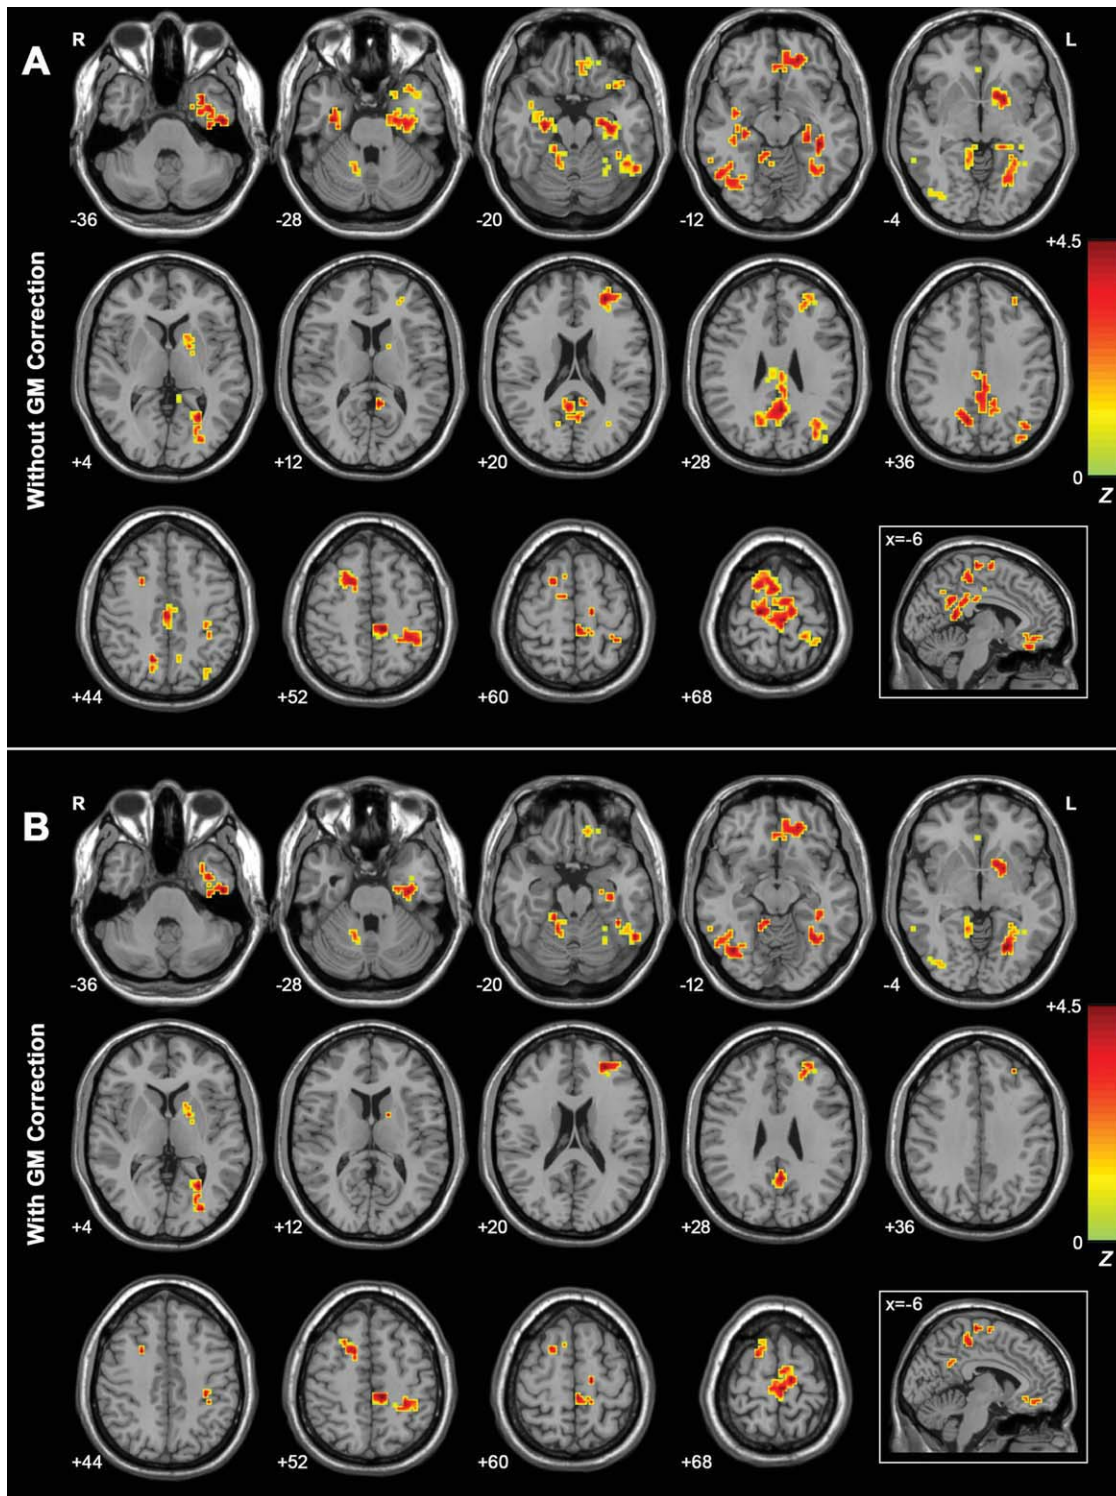 A
R
L
-36
-28
-20
-12
-4
Without GM Correction
+4.5
0
Z
+4
+12
+20
+28
+36
+44
+52
+60
+68
x=-6
B
R
L
-36
-28
-20
-12
-4
With GM Correction
+4.5
0
Z
+4
+12
+20
+28
+36
+44
+52
+60
+68
x=-6